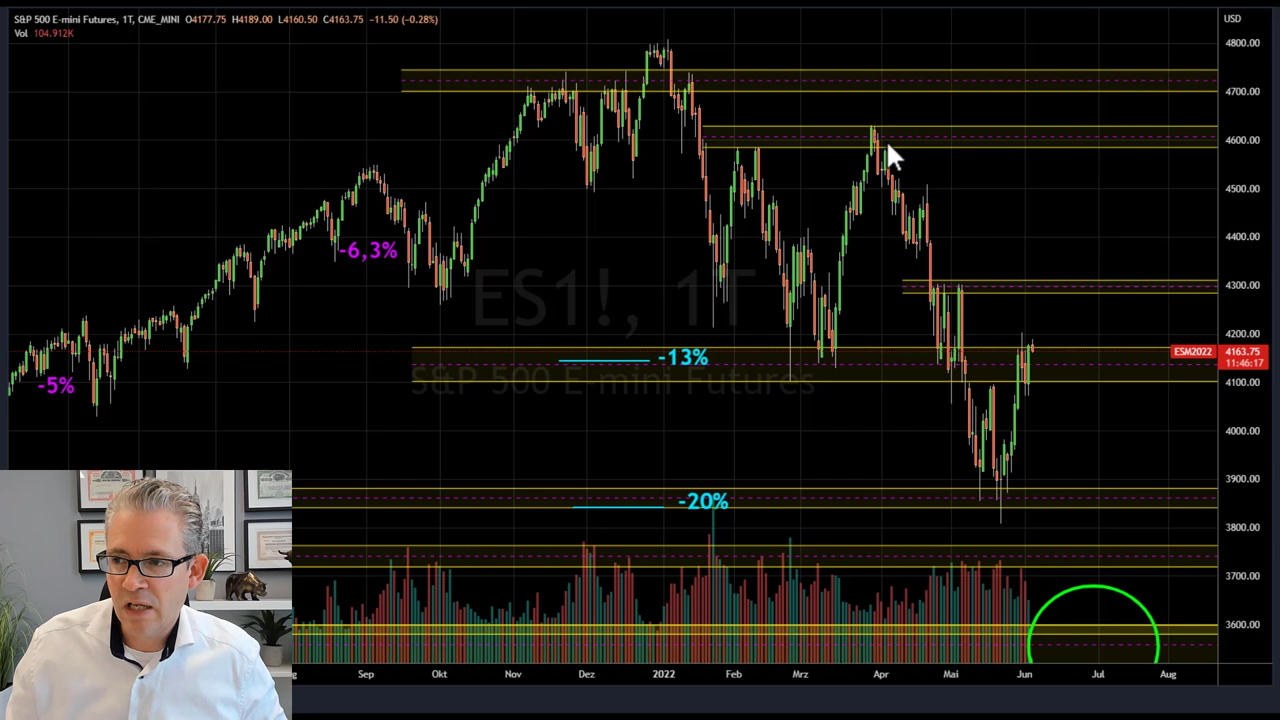 S&P 500 E-mini Futures, 1T, CME_MINI O4177.75 H4189.00 L4160.50 C4163.75 −11.50 (−0.28%)
Vol 104.912K
USD
4800.00
4700.00
4600.00
4500.00
4400.00
4300.00
4200.00
ESM2022 4163.75
11:46:17
4100.00
4000.00
3900.00
3800.00
3700.00
3600.00
ES1!, 1T
S&P 500 E-mini Futures
-6,3%
-5%
-13%
-20%
Sep Okt Nov Dez 2022 Feb Mrz Apr Mai Jun Jul Aug